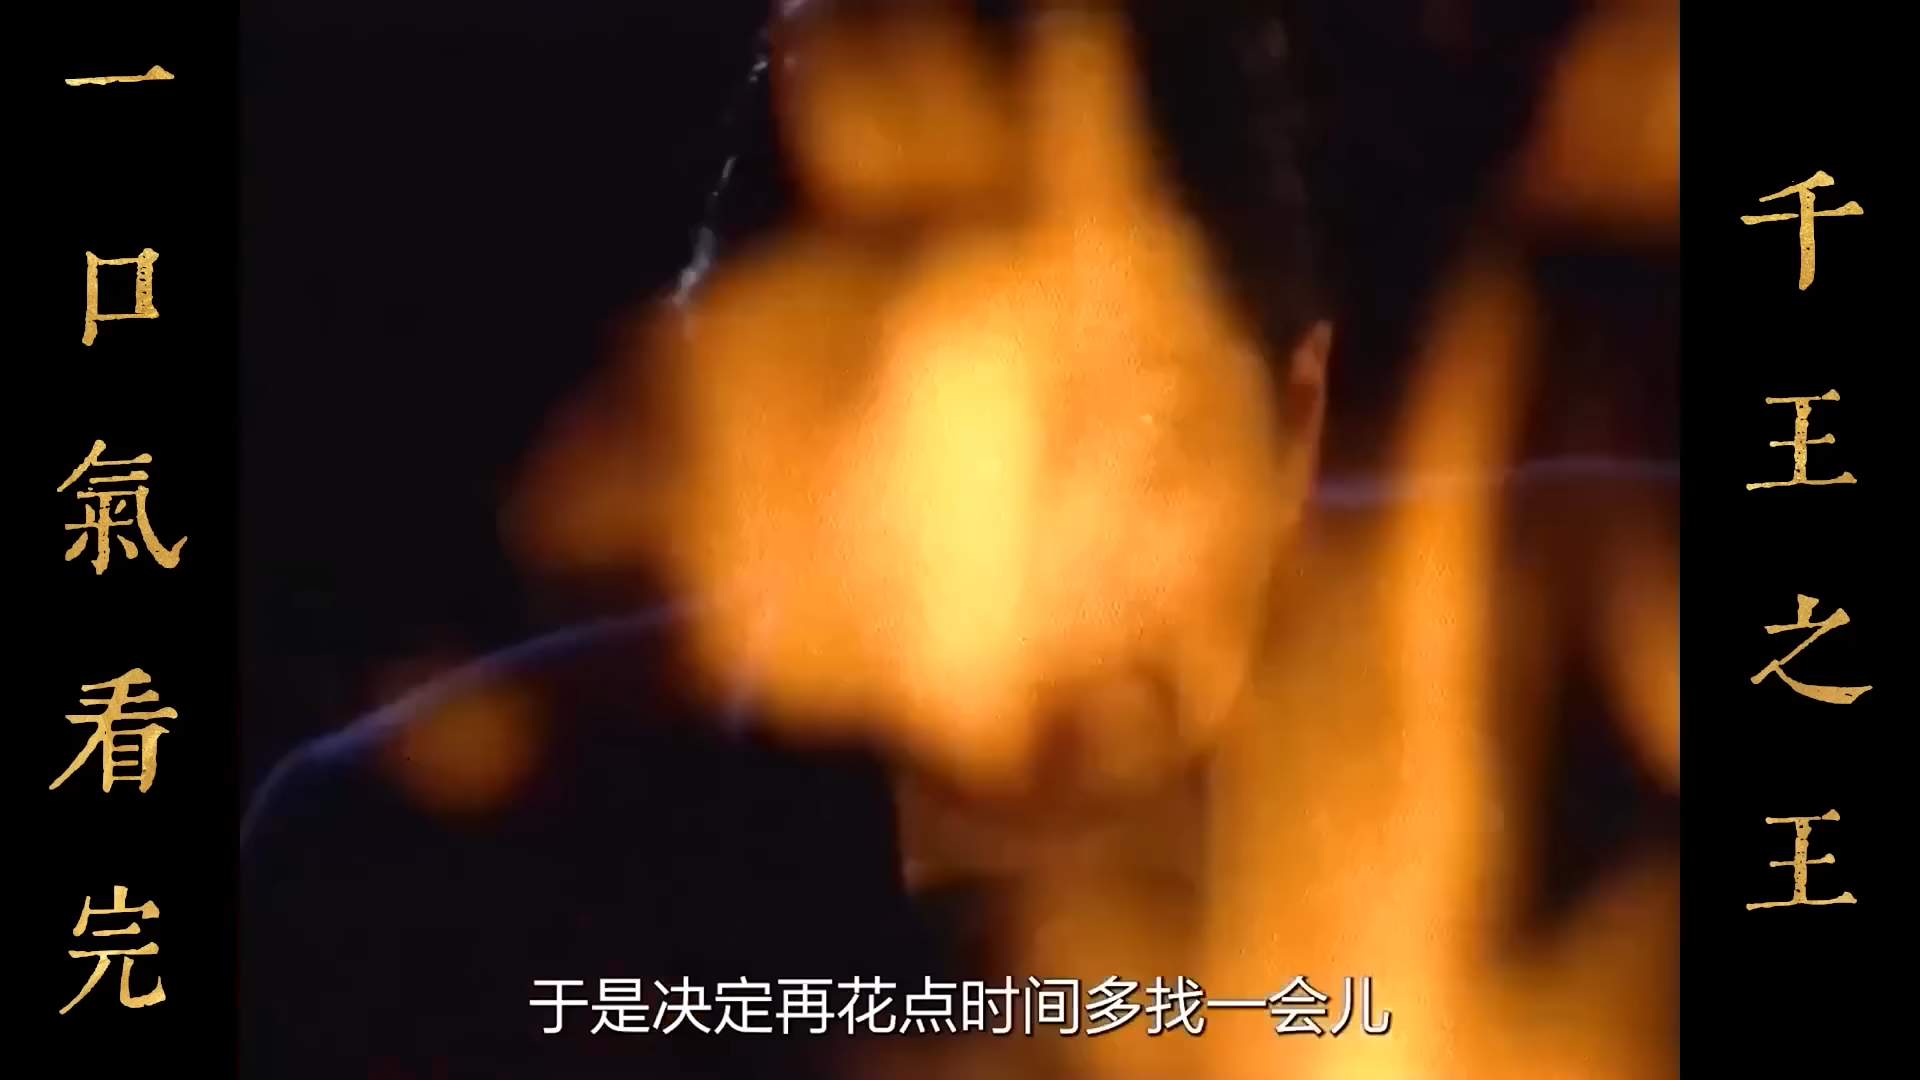 一口氣看完
千王之王
于是决定再花点时间多找一会儿